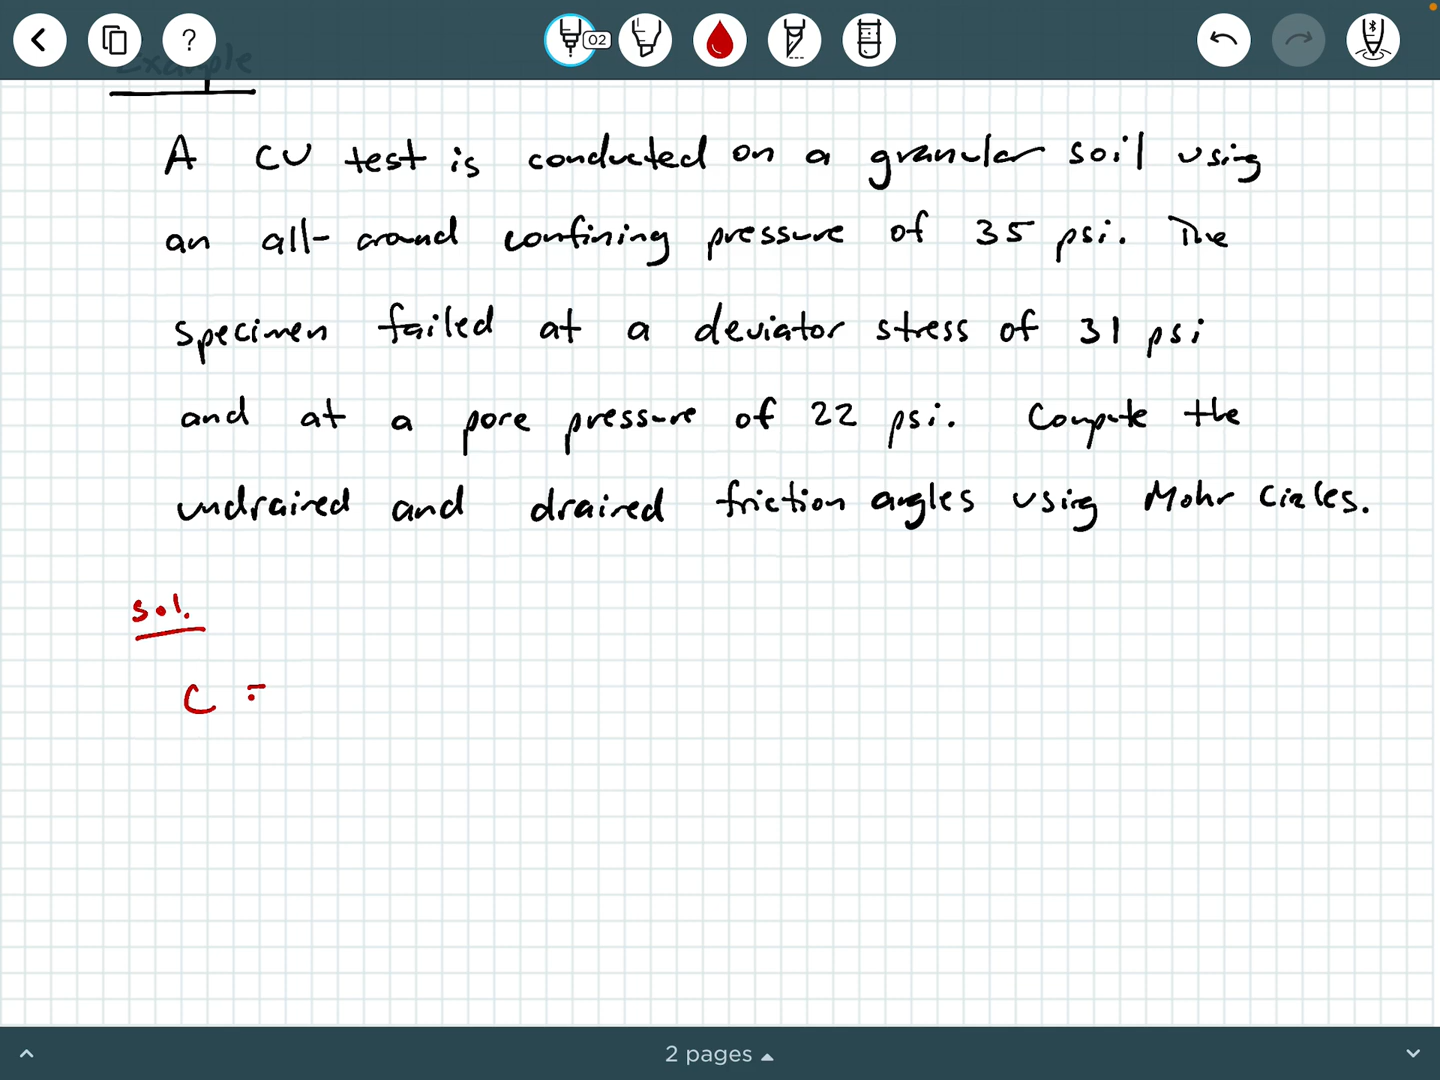 ?
02
Example
A CU test is conducted on a granular soil using
an all-around confining pressure of 35 psi. The
specimen failed at a deviator stress of 31 psi
and at a pore pressure of 22 psi. Compute the
undrained and drained friction angles using Mohr Circles.
Sol.
C =
2 pages